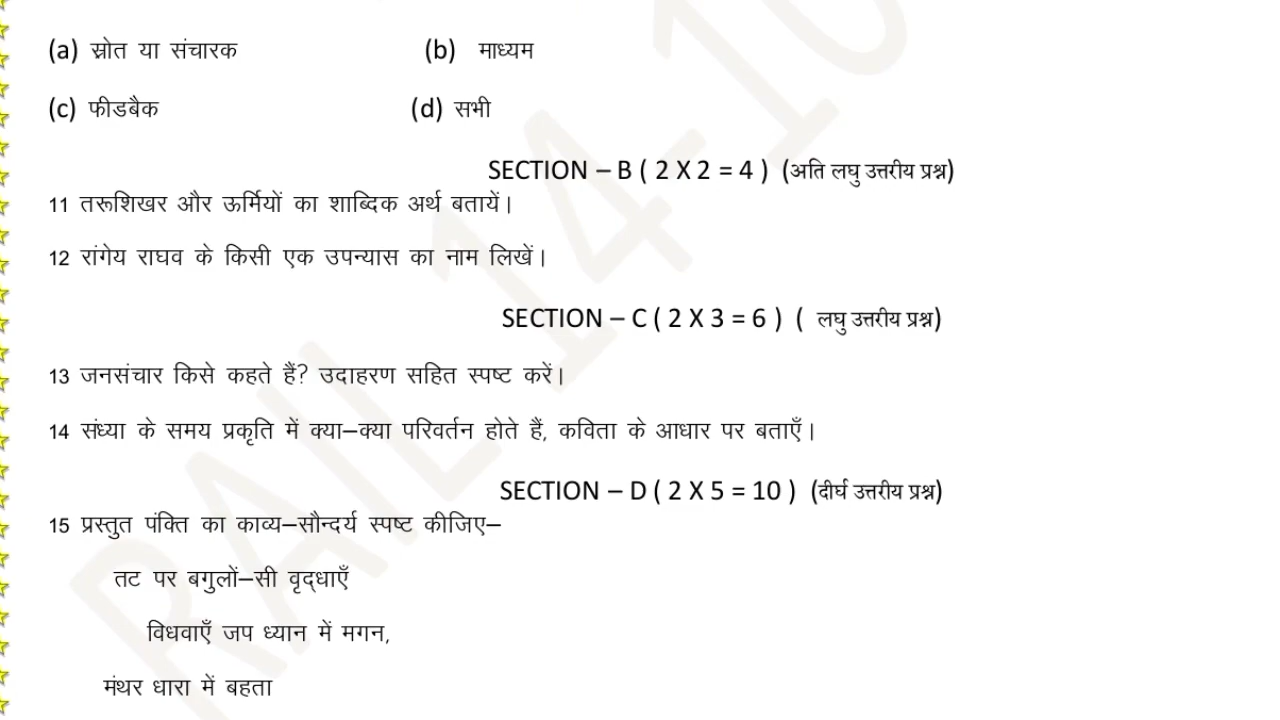 (a) स्रोत या संचारक (b) माध्यम
(c) फीडबैक (d) सभी
SECTION – B ( 2 X 2 = 4 ) (अति लघु उत्तरीय प्रश्न)
11 तरूशिखर और ऊर्मियों का शाब्दिक अर्थ बतायें।
12 रांगेय राघव के किसी एक उपन्यास का नाम लिखें।
SECTION – C ( 2 X 3 = 6 ) ( लघु उत्तरीय प्रश्न)
13 जनसंचार किसे कहते हैं? उदाहरण सहित स्पष्ट करें।
14 संध्या के समय प्रकृति में क्या–क्या परिवर्तन होते हैं, कविता के आधार पर बताएँ।
SECTION – D ( 2 X 5 = 10 ) (दीर्घ उत्तरीय प्रश्न)
15 प्रस्तुत पंक्ति का काव्य–सौन्दर्य स्पष्ट कीजिए–
तट पर बगुलों–सी वृद्धाएँ
विधवाएँ जप ध्यान में मगन,
मंथर धारा में बहता